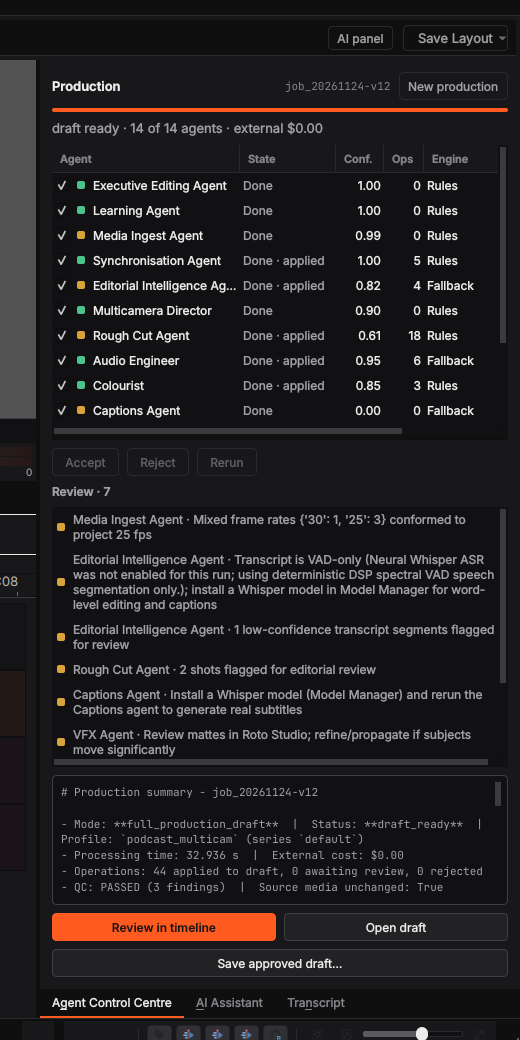 AI panel Save Layout
Production job_20261124-v12 New production
draft ready · 14 of 14 agents · external $0.00
Agent State Conf. Ops Engine
✓ Executive Editing Agent Done 1.00 0 Rules
✓ Learning Agent Done 1.00 0 Rules
✓ Media Ingest Agent Done 0.99 0 Rules
✓ Synchronisation Agent Done · applied 1.00 5 Rules
✓ Editorial Intelligence Ag... Done · applied 0.82 4 Fallback
✓ Multicamera Director Done 0.90 0 Rules
✓ Rough Cut Agent Done · applied 0.61 18 Rules
✓ Audio Engineer Done · applied 0.95 6 Fallback
✓ Colourist Done · applied 0.85 3 Rules
✓ Captions Agent Done 0.00 0 Fallback
0
Accept Reject Rerun
Review · 7
Media Ingest Agent · Mixed frame rates {'30': 1, '25': 3} conformed to
project 25 fps
Editorial Intelligence Agent · Transcript is VAD-only (Neural Whisper ASR
was not enabled for this run; using deterministic DSP spectral VAD speech
segmentation only.); install a Whisper model in Model Manager for word-
level editing and captions
:08
Editorial Intelligence Agent · 1 low-confidence transcript segments flagged
for review
Rough Cut Agent · 2 shots flagged for editorial review
Captions Agent · Install a Whisper model (Model Manager) and rerun the
Captions agent to generate real subtitles
VFX Agent · Review mattes in Roto Studio; refine/propagate if subjects
move significantly
# Production summary - job_20261124-v12
- Mode: **full_production_draft** | Status: **draft_ready** |
Profile: `podcast_multicam` (series `default`)
- Processing time: 32.936 s | External cost: $0.00
- Operations: 44 applied to draft, 0 awaiting review, 0 rejected
- QC: PASSED (3 findings) | Source media unchanged: True
Review in timeline Open draft
Save approved draft...
Agent Control Centre AI Assistant Transcript